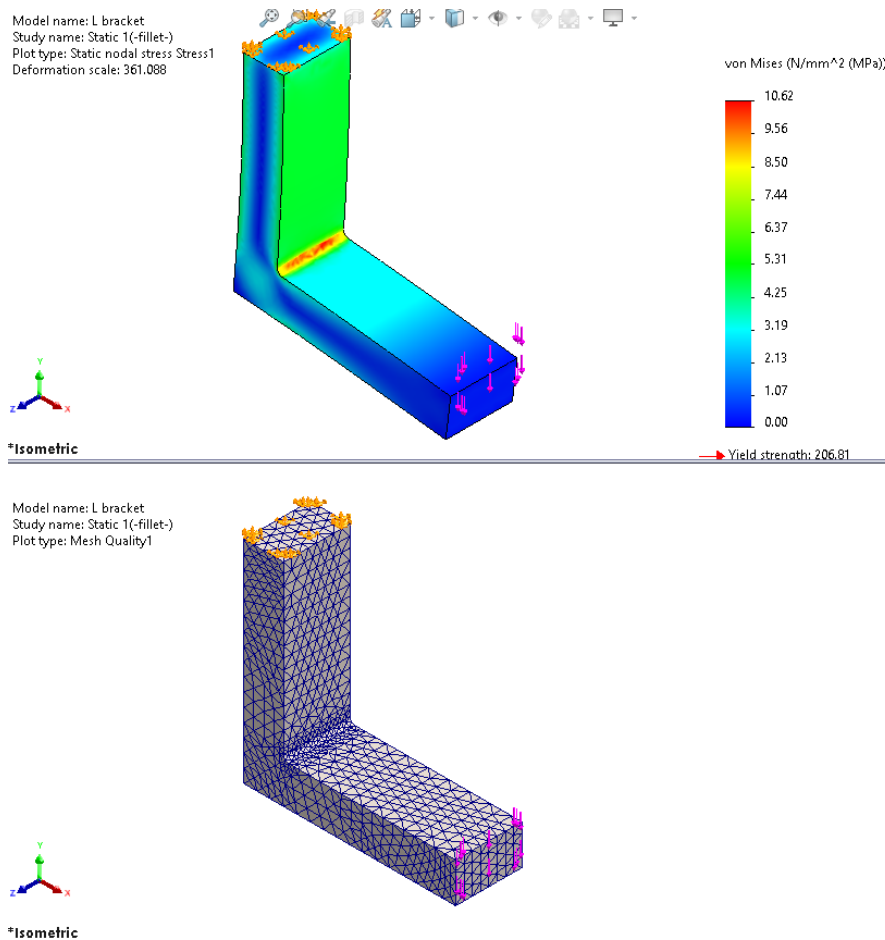 Model name: L bracket
Study name: Static 1(-fillet-)
Plot type: Static nodal stress Stress1
Deformation scale: 361.088
von Mises (N/mm^2 (MPa))
10.62
9.56
8.50
7.44
6.37
5.31
4.25
3.19
2.13
1.07
0.00
Yield strength: 206.81
Y
Z
X
*Isometric
Model name: L bracket
Study name: Static 1(-fillet-)
Plot type: Mesh Quality1
Y
Z
X
*Isometric